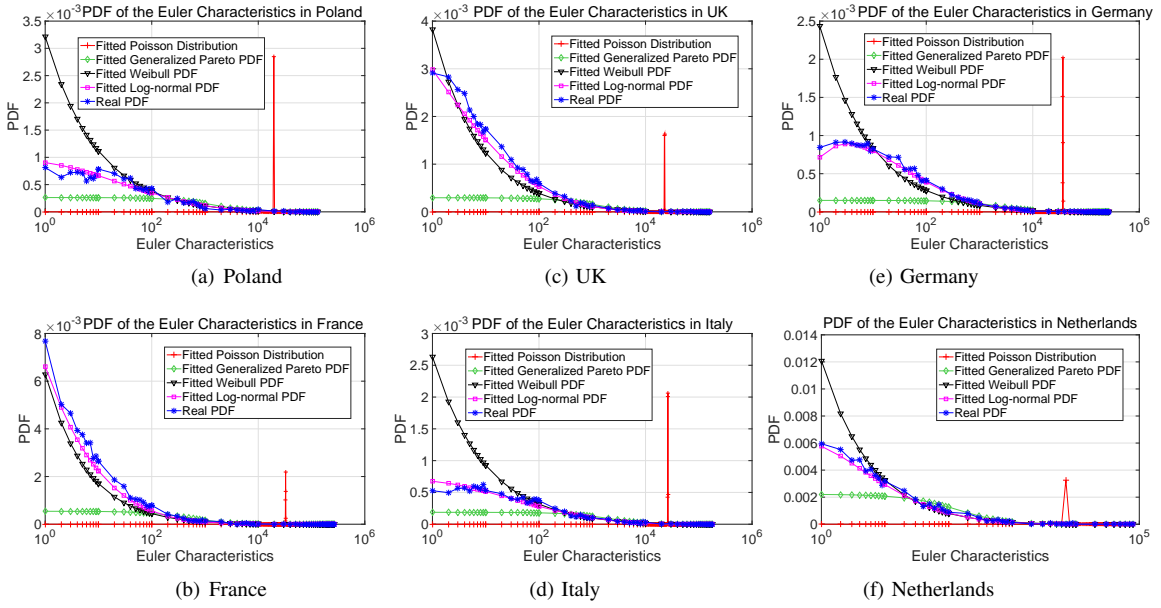 ×10⁻³ PDF of the Euler Characteristics in Poland
3.5
3
2.5
2
1.5
1
0.5
0
PDF
Fitted Poisson Distribution
Fitted Generalized Pareto PDF
Fitted Weibull PDF
Fitted Log-normal PDF
Real PDF
10⁰ 10² 10⁴ 10⁶
Euler Characteristics
(a) Poland
×10⁻³ PDF of the Euler Characteristics in UK
4
3
2
1
0
PDF
Fitted Poisson Distribution
Fitted Generalized Pareto PDF
Fitted Weibull PDF
Fitted Log-normal PDF
Real PDF
10⁰ 10² 10⁴ 10⁶
Euler Characteristics
(c) UK
×10⁻³ PDF of the Euler Characteristics in Germany
2.5
2
1.5
1
0.5
0
PDF
Fitted Poisson Distribution
Fitted Generalized Pareto PDF
Fitted Weibull PDF
Fitted Log-normal PDF
Real PDF
10⁰ 10² 10⁴ 10⁶
Euler Characteristics
(e) Germany
×10⁻³ PDF of the Euler Characteristics in France
8
6
4
2
0
PDF
Fitted Poisson Distribution
Fitted Generalized Pareto PDF
Fitted Weibull PDF
Fitted Log-normal PDF
Real PDF
10⁰ 10² 10⁴ 10⁶
Euler Characteristics
(b) France
×10⁻³ PDF of the Euler Characteristics in Italy
3
2.5
2
1.5
1
0.5
0
PDF
Fitted Poisson Distribution
Fitted Generalized Pareto PDF
Fitted Weibull PDF
Fitted Log-normal PDF
Real PDF
10⁰ 10² 10⁴ 10⁶
Euler Characteristics
(d) Italy
PDF of the Euler Characteristics in Netherlands
0.014
0.012
0.01
0.008
0.006
0.004
0.002
0
PDF
Fitted Poisson Distribution
Fitted Generalized Pareto PDF
Fitted Weibull PDF
Fitted Log-normal PDF
Real PDF
10⁰ 10⁵
Euler Characteristics
(f) Netherlands